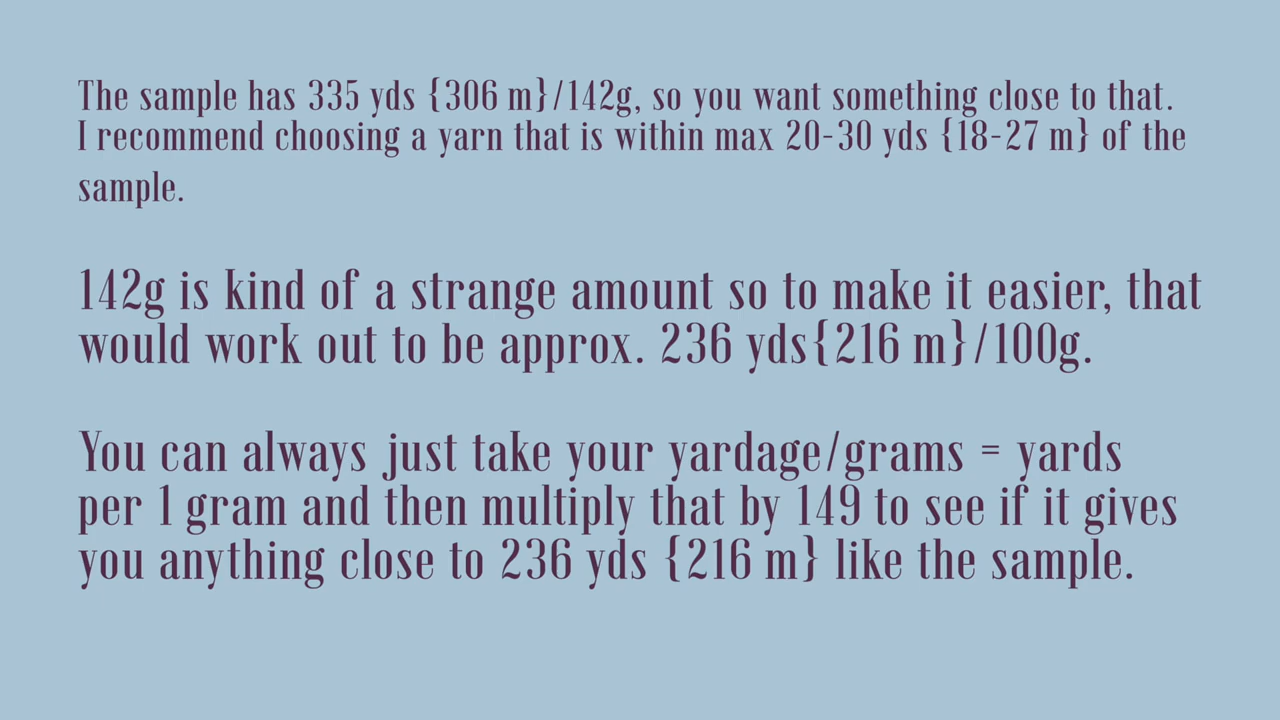 The sample has 335 yds {306 m}/142g, so you want something close to that.
I recommend choosing a yarn that is within max 20-30 yds {18-27 m} of the
sample.
142g is kind of a strange amount so to make it easier, that
would work out to be approx. 236 yds{216 m}/100g.
You can always just take your yardage/grams = yards
per 1 gram and then multiply that by 149 to see if it gives
you anything close to 236 yds {216 m} like the sample.